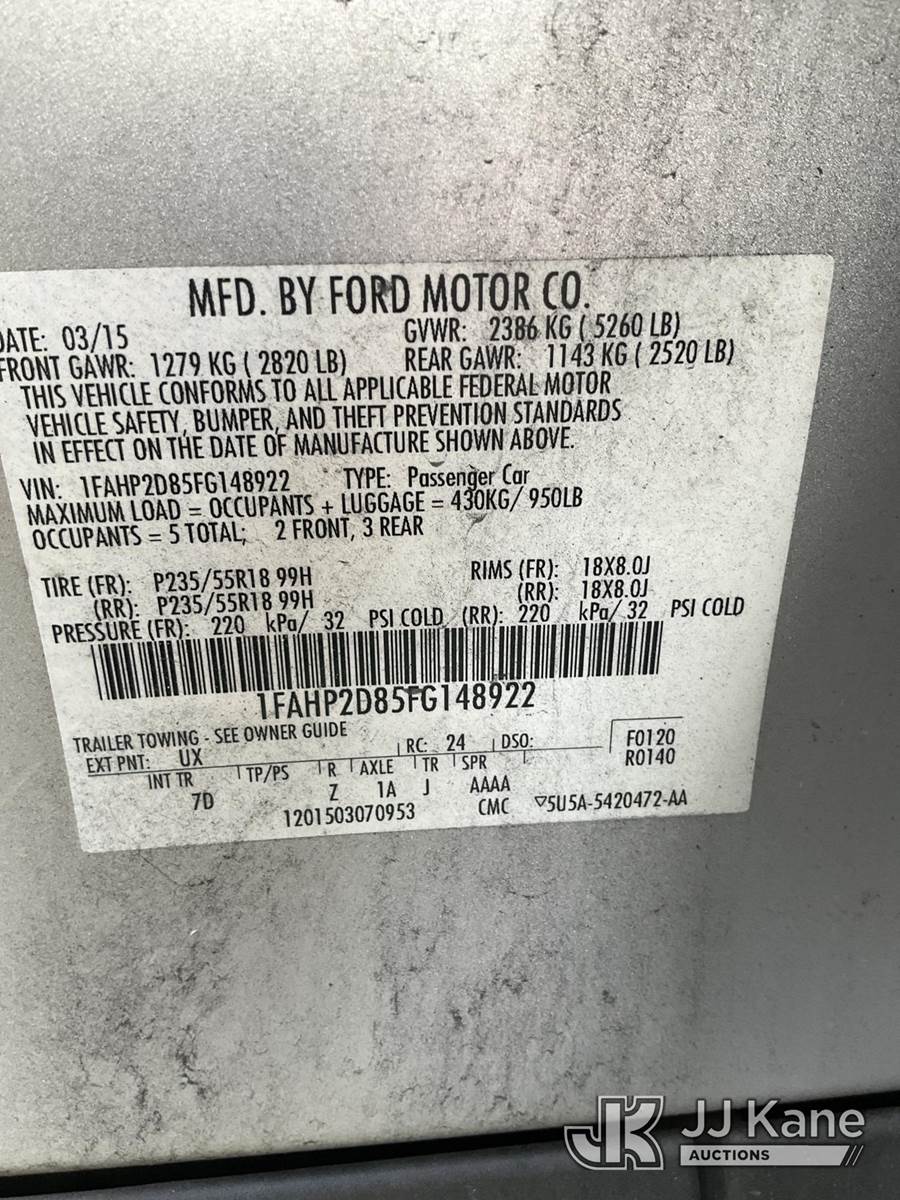 MFD. BY FORD MOTOR CO.
DATE: 03/15 GVWR: 2386 KG ( 5260 LB)
FRONT GAWR: 1279 KG ( 2820 LB) REAR GAWR: 1143 KG ( 2520 LB)
THIS VEHICLE CONFORMS TO ALL APPLICABLE FEDERAL MOTOR
VEHICLE SAFETY, BUMPER, AND THEFT PREVENTION STANDARDS
IN EFFECT ON THE DATE OF MANUFACTURE SHOWN ABOVE.
VIN: 1FAHP2D85FG148922 TYPE: Passenger Car
MAXIMUM LOAD = OCCUPANTS + LUGGAGE = 430KG/ 950LB
OCCUPANTS = 5 TOTAL; 2 FRONT, 3 REAR
TIRE (FR): P235/55R18 99H RIMS (FR): 18X8.0J
(RR): P235/55R18 99H (RR): 18X8.0J
PRESSURE (FR): 220 kPa/ 32 PSI COLD (RR): 220 kPa/ 32 PSI COLD
1FAHP2D85FG148922
TRAILER TOWING - SEE OWNER GUIDE
EXT PNT: UX RC: 24 DSO: F0120
R0140
INT TR TP/PS R AXLE TR SPR
7D Z 1A J AAAA
1201503070953 CMC ▽5U5A-5420472-AA
JK JJ Kane
AUCTIONS